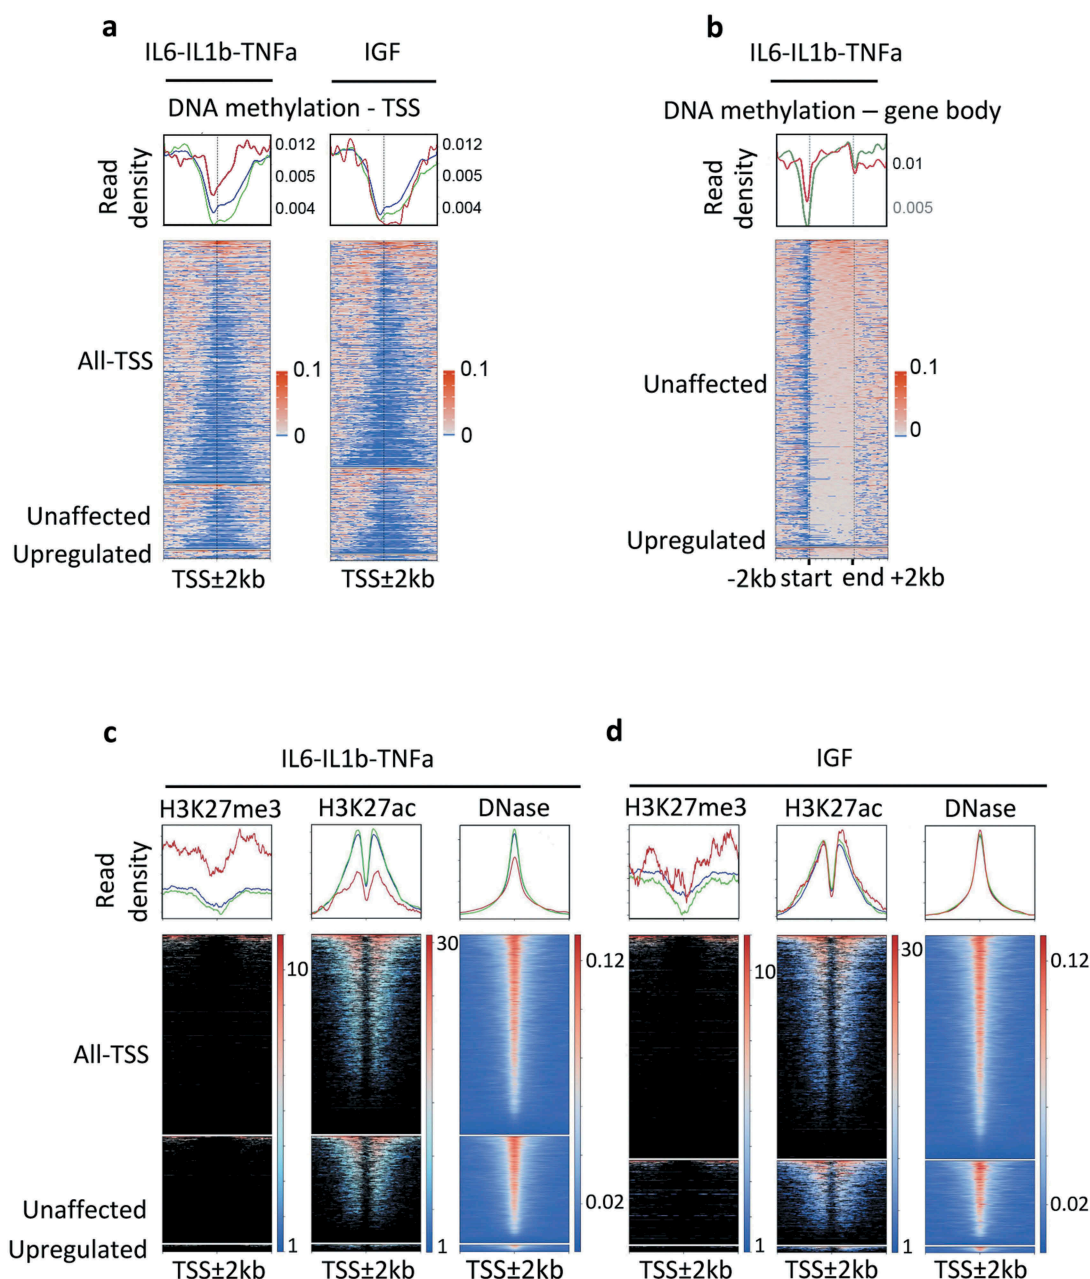 a
IL6-IL1b-TNFa IGF
DNA methylation - TSS
Read density
0.012
0.005
0.004
0.012
0.005
0.004
All-TSS
0.1
0
0.1
0
Unaffected
Upregulated
TSS±2kb TSS±2kb
b
IL6-IL1b-TNFa
DNA methylation – gene body
Read density
0.01
0.005
Unaffected
0.1
0
Upregulated
-2kb start end +2kb
c
IL6-IL1b-TNFa
H3K27me3 H3K27ac DNase
Read density
10
30
0.12
All-TSS
Unaffected
0.02
Upregulated
1
1
TSS±2kb TSS±2kb TSS±2kb
d
IGF
H3K27me3 H3K27ac DNase
10
30
0.12
0.02
1
1
TSS±2kb TSS±2kb TSS±2kb